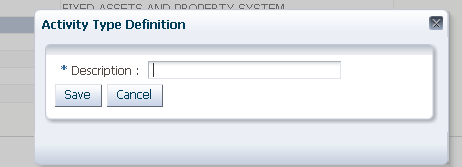 FIXED ASSETS AND PROPERTY SYSTEM
Activity Type Definition
* Description :
Save Cancel